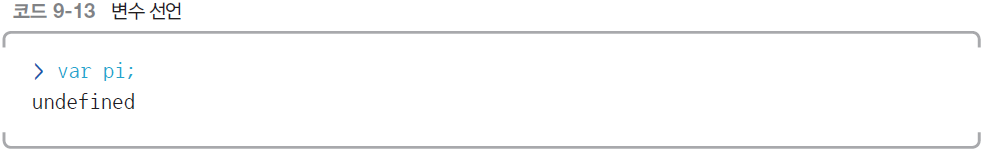 코드 9-13 변수 선언
> var pi;
undefined